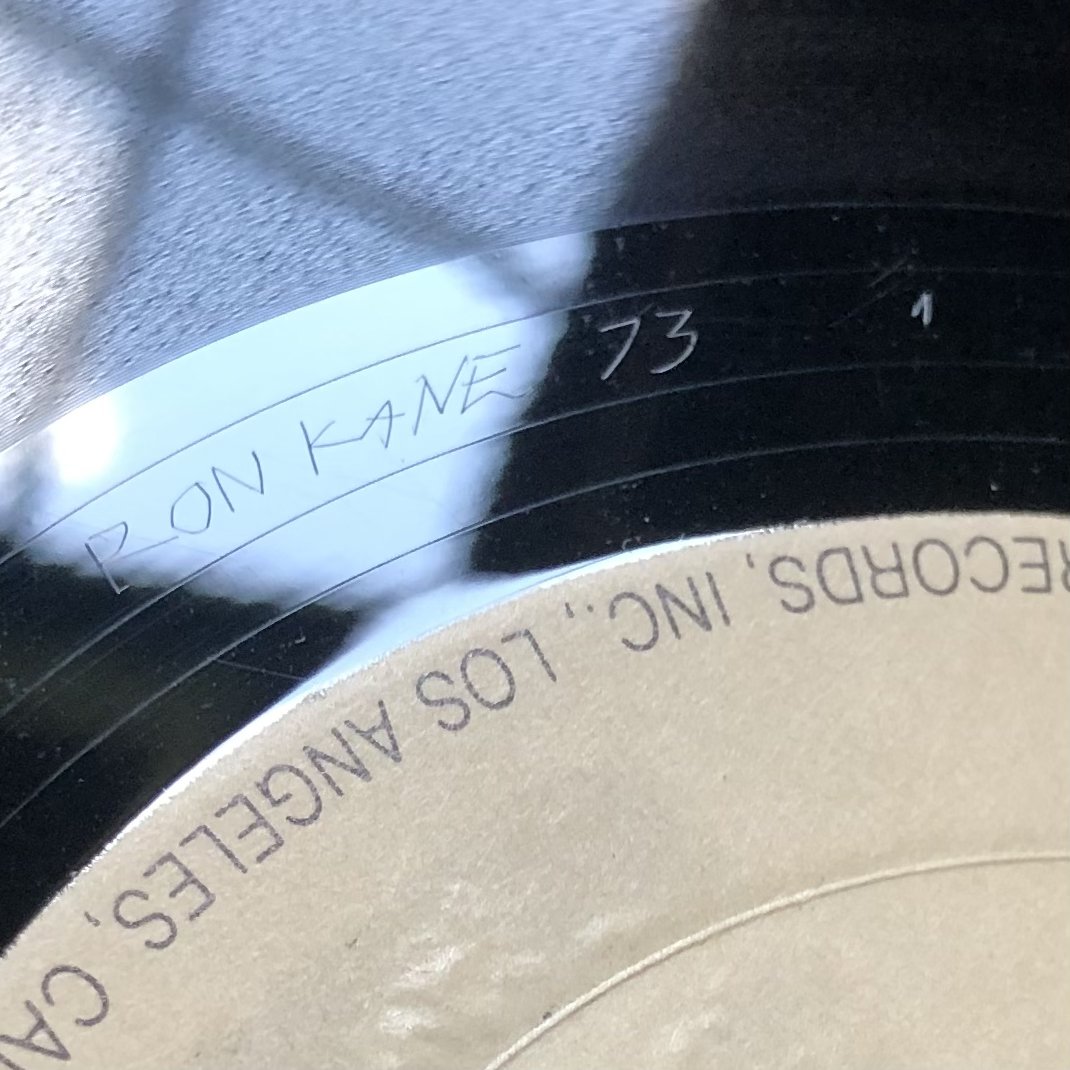 RON KANE 73 1
RECORDS, INC., LOS ANGELES, CA